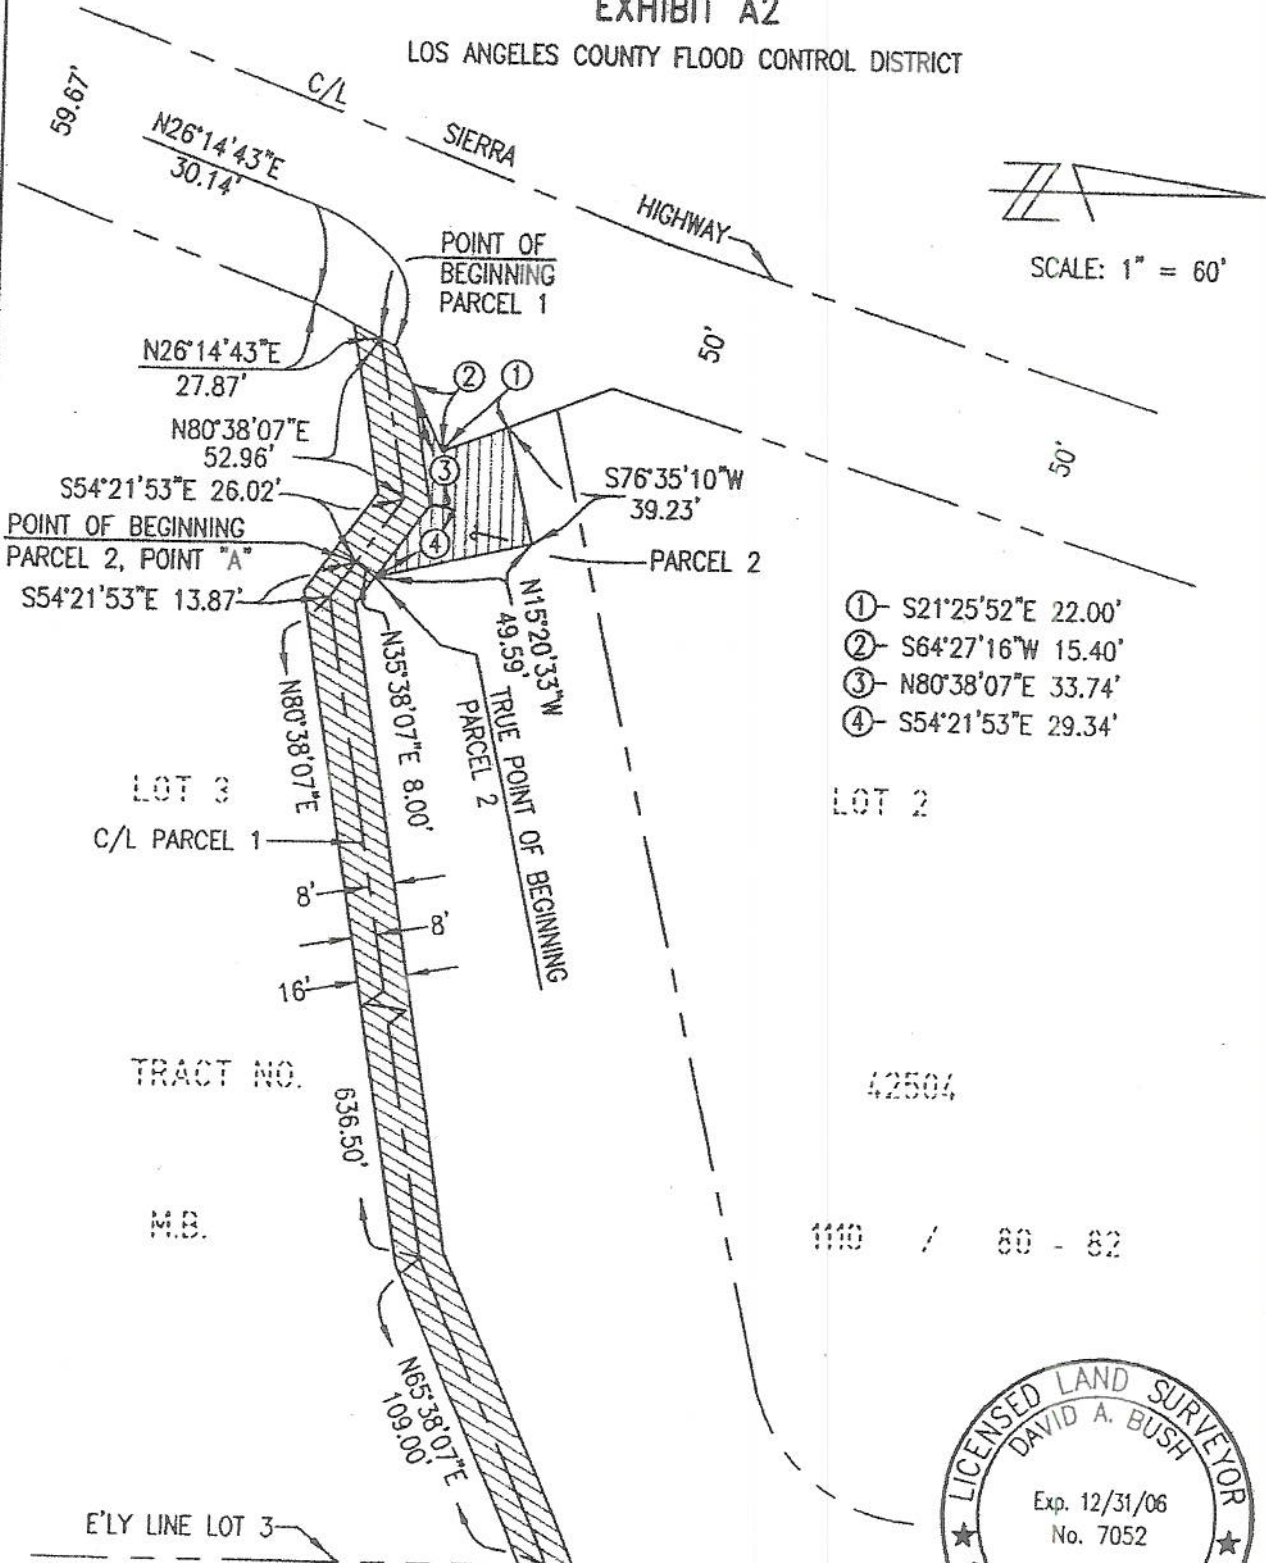 EXHIBIT A2
LOS ANGELES COUNTY FLOOD CONTROL DISTRICT
59.67'
C/L
SIERRA
HIGHWAY
N26°14'43"E
30.14'
SCALE: 1" = 60'
POINT OF
BEGINNING
PARCEL 1
50'
50'
N26°14'43"E
27.87'
2
1
N80°38'07"E
52.96'
3
S76°35'10"W
39.23'
S54°21'53"E 26.02'
POINT OF BEGINNING
PARCEL 2, POINT "A"
4
PARCEL 2
S54°21'53"E 13.87'
N15°20'33"W
49.59'
1 - S21°25'52"E 22.00'
2 - S64°27'16"W 15.40'
3 - N80°38'07"E 33.74'
4 - S54°21'53"E 29.34'
N80°38'07"E
N35°38'07"E 8.00'
TRUE POINT OF BEGINNING
PARCEL 2
LOT 3
LOT 2
C/L PARCEL 1
8'
8'
16'
TRACT NO.
42504
636.50'
M.B.
1110 / 80 - 82
N65°38'07"E
109.00'
LICENSED LAND SURVEYOR
DAVID A. BUSH
Exp. 12/31/06
No. 7052
E'LY LINE LOT 3